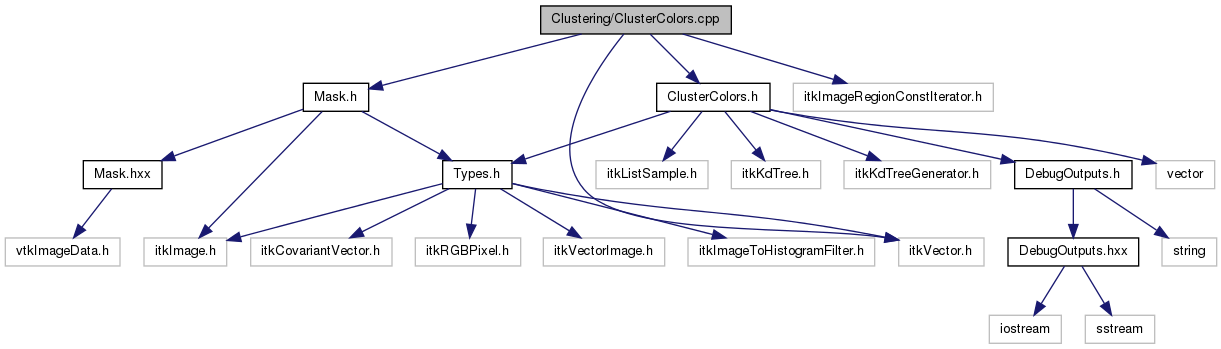 Clustering/ClusterColors.cpp
Mask.h
ClusterColors.h
itkImageRegionConstIterator.h
Mask.hxx
Types.h
itkListSample.h
itkKdTree.h
itkKdTreeGenerator.h
DebugOutputs.h
vector
vtkImageData.h
itkImage.h
itkCovariantVector.h
itkRGBPixel.h
itkVectorImage.h
itkImageToHistogramFilter.h
itkVector.h
DebugOutputs.hxx
string
iostream
sstream